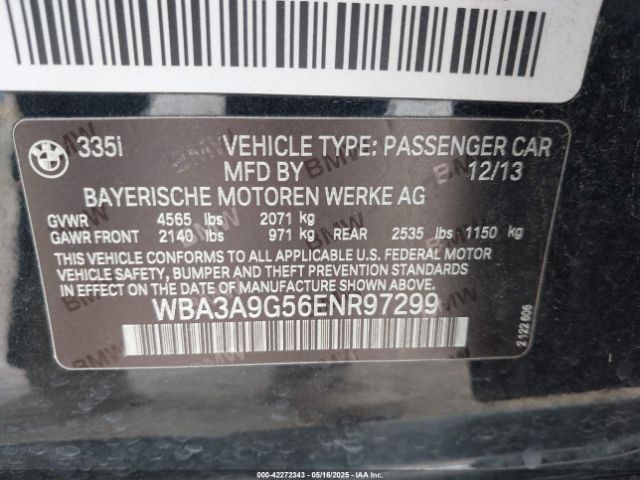 BMW 335i VEHICLE TYPE: PASSENGER CAR
MFD BY 12/13
BAYERISCHE MOTOREN WERKE AG
GVWR 4565 lbs 2071 kg
GAWR FRONT 2140 lbs 971 kg REAR 2535 lbs 1150 kg
THIS VEHICLE CONFORMS TO ALL APPLICABLE U.S. FEDERAL MOTOR
VEHICLE SAFETY, BUMPER AND THEFT PREVENTION STANDARDS IN
EFFECT ON THE DATE OF MANUFACTURE SHOWN ABOVE.
WBA3A9G56ENR97299
2 122 606
000-42272343 - 05/16/2025 - IAAI.COM